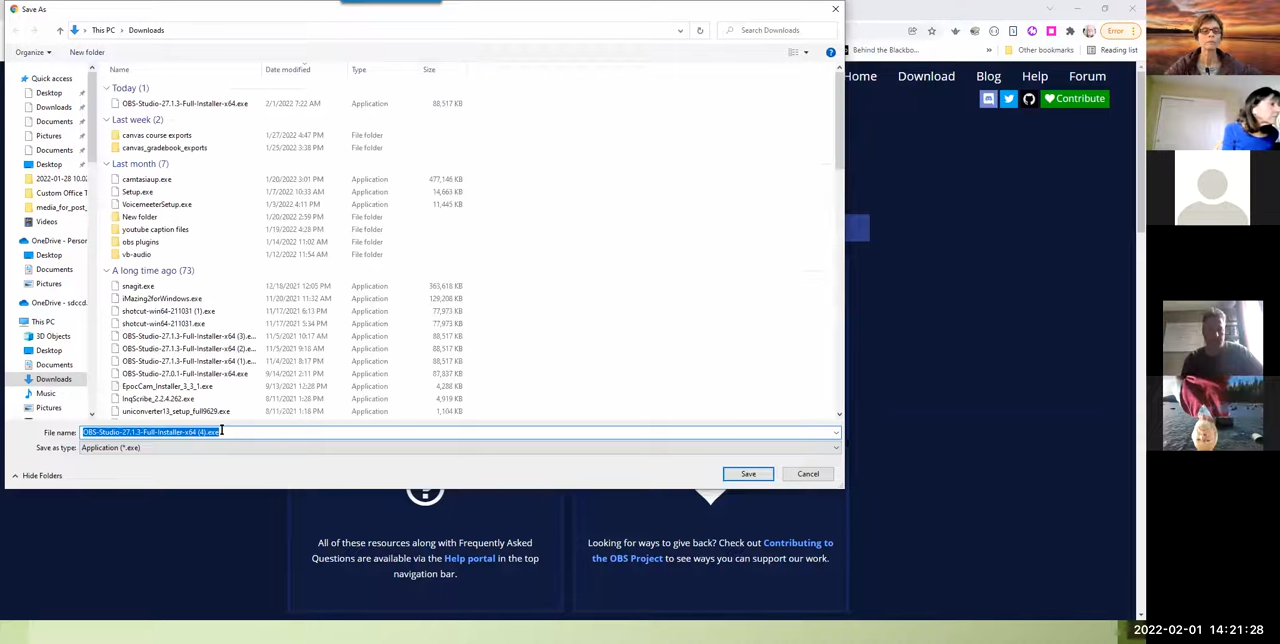 Save As
This PC > Downloads
Search Downloads
Organize
New folder
Name
Date modified
Type
Size
Quick access
Desktop
Downloads
Documents
Pictures
Documents
Desktop
2022-01-28 10.0
Custom Office T
media_for_post_
Videos
OneDrive - Person
Desktop
Documents
Pictures
OneDrive - sdccd.
This PC
3D Objects
Desktop
Documents
Downloads
Music
Pictures
Today (1)
OBS-Studio-27.1.3-Full-Installer-x64.exe 2/1/2022 7:22 AM Application 88,517 KB
Last week (2)
canvas course exports 1/27/2022 4:47 PM File folder
canvas_gradebook_exports 1/25/2022 3:38 PM File folder
Last month (7)
camtasiaup.exe 1/20/2022 3:01 PM Application 477,146 KB
Setup.exe 1/7/2022 10:33 AM Application 14,663 KB
VoicemeeterSetup.exe 1/3/2022 4:11 PM Application 11,445 KB
New folder 1/20/2022 2:59 PM File folder
youtube caption files 1/19/2022 4:28 PM File folder
obs plugins 1/14/2022 11:02 AM File folder
vb-audio 1/12/2022 11:54 AM File folder
A long time ago (73)
snagit.exe 12/18/2021 12:05 PM Application 363,618 KB
iMazing2forWindows.exe 11/20/2021 11:32 AM Application 129,208 KB
shotcut-win64-211031 (1).exe 11/17/2021 6:13 PM Application 77,973 KB
shotcut-win64-211031.exe 11/17/2021 5:34 PM Application 77,973 KB
OBS-Studio-27.1.3-Full-Installer-x64 (3).e... 11/5/2021 10:17 AM Application 88,517 KB
OBS-Studio-27.1.3-Full-Installer-x64 (2).e... 11/5/2021 9:18 AM Application 88,517 KB
OBS-Studio-27.1.3-Full-Installer-x64 (1).e... 11/4/2021 8:17 PM Application 88,517 KB
OBS-Studio-27.0.1-Full-Installer-x64.exe 9/14/2021 2:11 PM Application 87,837 KB
EpocCam_Installer_3_3_1.exe 9/13/2021 12:28 PM Application 4,288 KB
InqScribe_2.2.4.262.exe 8/11/2021 1:28 PM Application 4,919 KB
uniconverter13_setup_full9629.exe 8/11/2021 1:18 PM Application 1,104 KB
File name: OBS-Studio-27.1.3-Full-Installer-x64 (4).exe
Save as type: Application (*.exe)
Hide Folders
Save
Cancel
Error
Behind the Blackbo...
»
Other bookmarks
Reading list
Home
Download
Blog
Help
Forum
Contribute
All of these resources along with Frequently Asked
Questions are available via the Help portal in the top
navigation bar.
Looking for ways to give back? Check out Contributing to
the OBS Project to see ways you can support our work.
2022-02-01 14:21:28